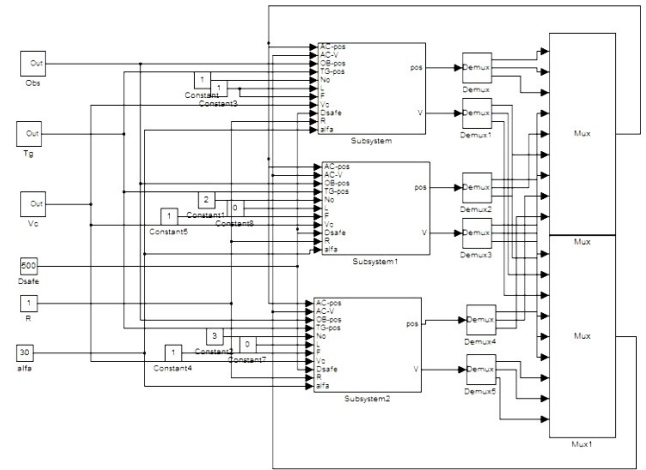 Out
Obs
Out
Tg
Out
Vc
500
Dsafe
1
R
30
alfa
1
Constant
1
Constant3
AC-pos
AC-V
OB-pos
TG-pos
No
L
F
Vc
Dsafe
R
alfa
pos
V
Subsystem
2
Constant1
0
Constant8
1
Constant5
AC-pos
AC-V
OB-pos
TG-pos
No
L
F
Vc
Dsafe
R
alfa
pos
V
Subsystem1
3
Constant2
0
Constant7
1
Constant4
AC-pos
AC-V
OB-pos
TG-pos
No
L
F
Vc
Dsafe
R
alfa
pos
V
Subsystem2
Demux
Demux
Demux
Demux1
Demux
Demux2
Demux
Demux3
Demux
Demux4
Demux
Demux5
Mux
Mux
Mux
Mux1